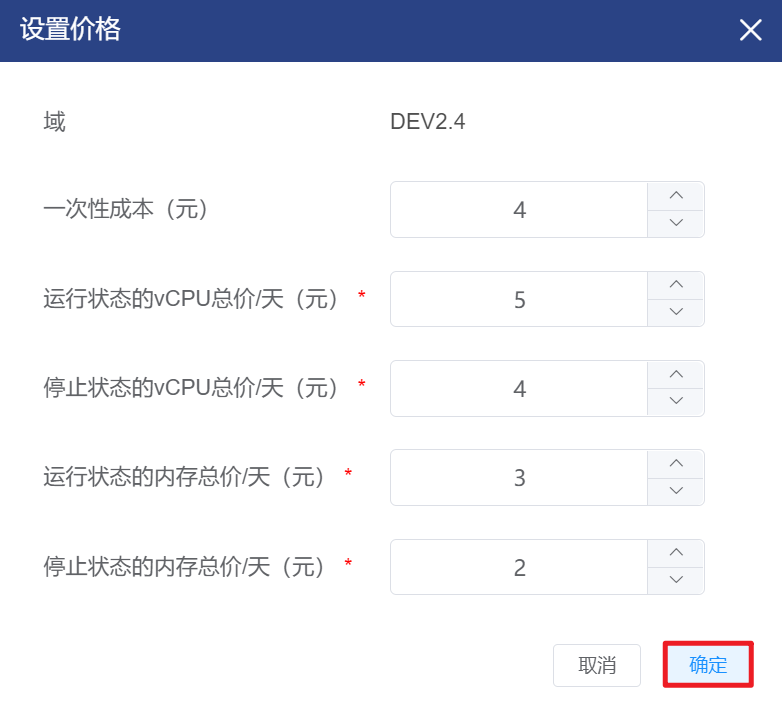 设置价格
域 DEV2.4
一次性成本（元） 4
运行状态的vCPU总价/天（元） * 5
停止状态的vCPU总价/天（元） * 4
运行状态的内存总价/天（元） * 3
停止状态的内存总价/天（元） * 2
取消 确定